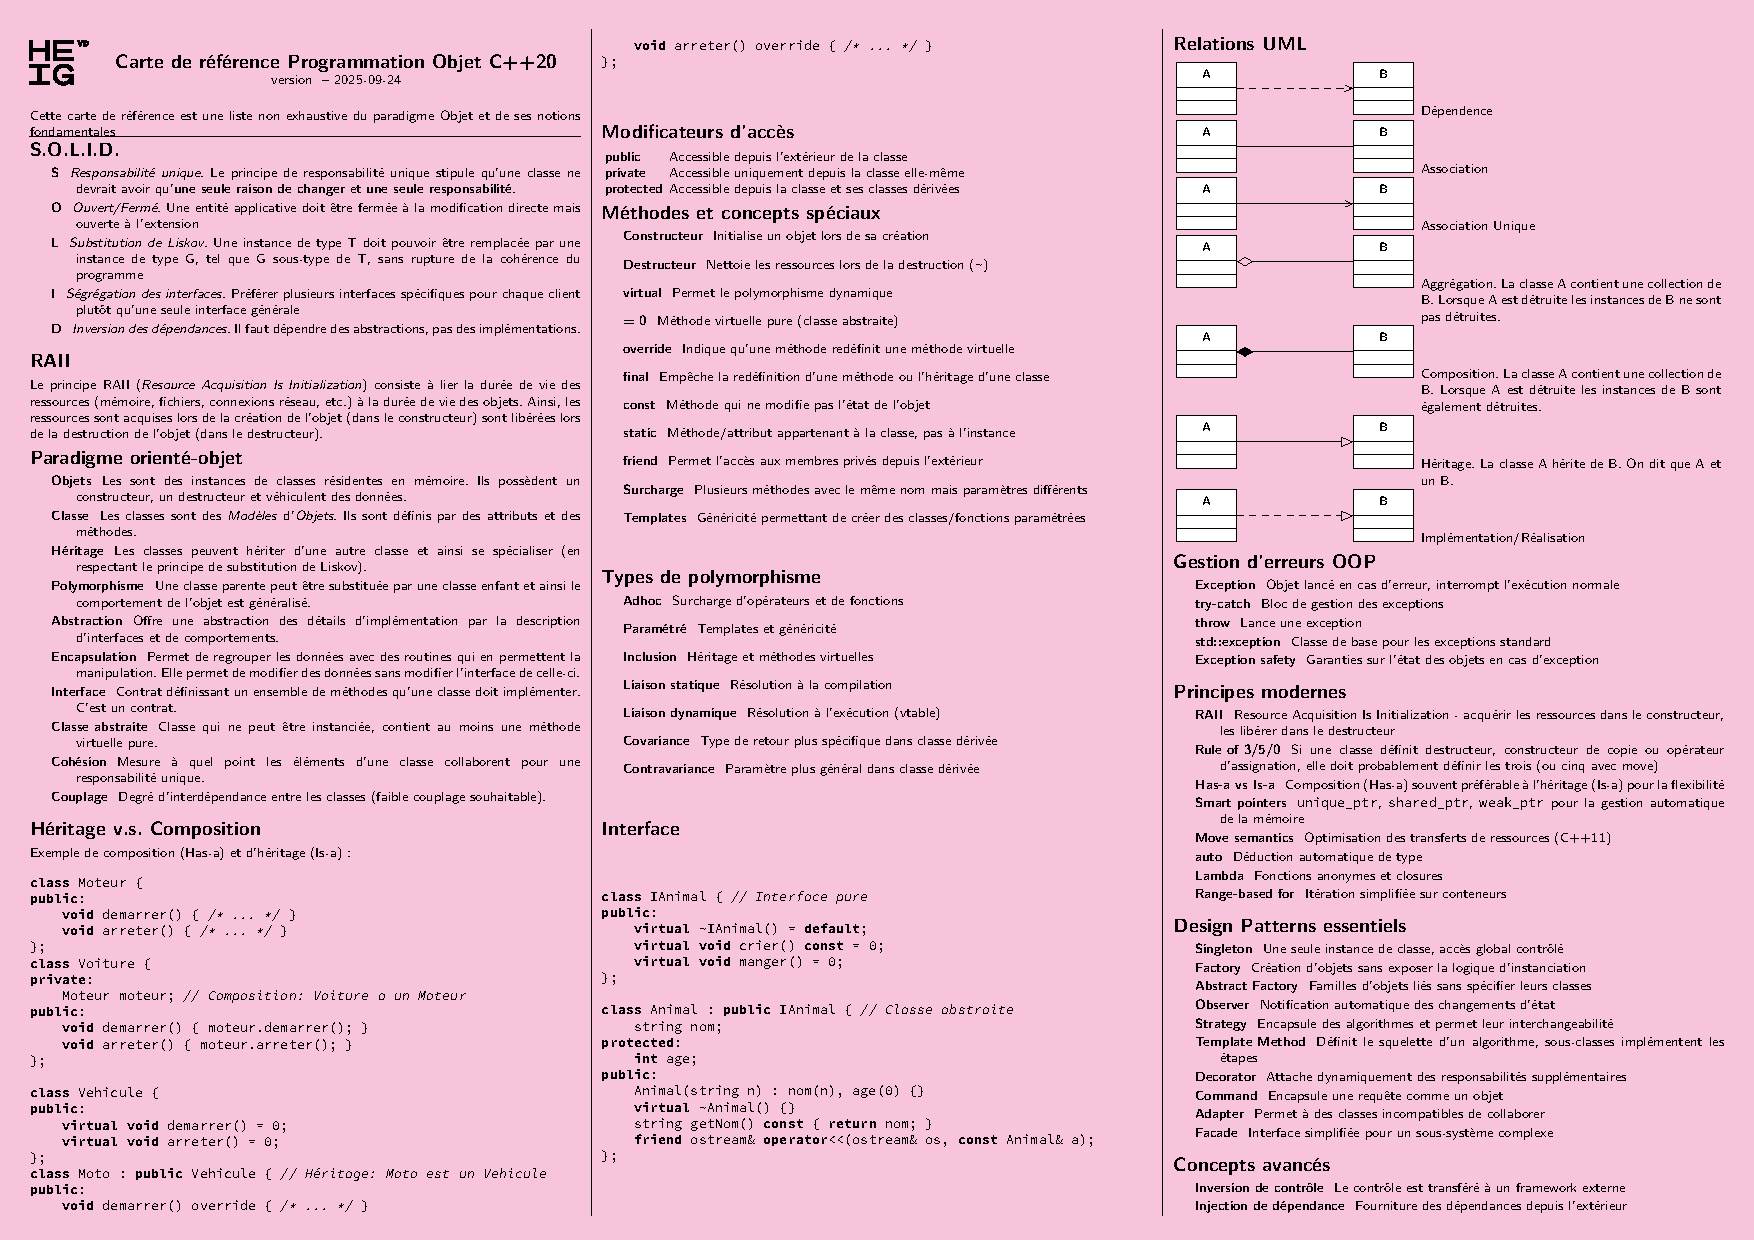 HE VD
IG
Carte de référence Programmation Objet C++20
version – 2025-09-24
Cette carte de référence est une liste non exhaustive du paradigme Objet et de ses notions
fondamentales
S.O.L.I.D.
S Responsabilité unique. Le principe de responsabilité unique stipule qu'une classe ne
devrait avoir qu'une seule raison de changer et une seule responsabilité.
O Ouvert/Fermé. Une entité applicative doit être fermée à la modification directe mais
ouverte à l'extension
L Substitution de Liskov. Une instance de type T doit pouvoir être remplacée par une
instance de type G, tel que G sous-type de T, sans rupture de la cohérence du
programme
I Ségrégation des interfaces. Préférer plusieurs interfaces spécifiques pour chaque client
plutôt qu'une seule interface générale
D Inversion des dépendances. Il faut dépendre des abstractions, pas des implémentations.
RAII
Le principe RAII (Resource Acquisition Is Initialization) consiste à lier la durée de vie des
ressources (mémoire, fichiers, connexions réseau, etc.) à la durée de vie des objets. Ainsi, les
ressources sont acquises lors de la création de l'objet (dans le constructeur) sont libérées lors
de la destruction de l'objet (dans le destructeur).
Paradigme orienté-objet
Objets Les sont des instances de classes résidentes en mémoire. Ils possèdent un
constructeur, un destructeur et véhiculent des données.
Classe Les classes sont des Modèles d'Objets. Ils sont définis par des attributs et des
méthodes.
Héritage Les classes peuvent hériter d'une autre classe et ainsi se spécialiser (en
respectant le principe de substitution de Liskov).
Polymorphisme Une classe parente peut être substituée par une classe enfant et ainsi le
comportement de l'objet est généralisé.
Abstraction Offre une abstraction des détails d'implémentation par la description
d'interfaces et de comportements.
Encapsulation Permet de regrouper les données avec des routines qui en permettent la
manipulation. Elle permet de modifier des données sans modifier l'interface de celle-ci.
Interface Contrat définissant un ensemble de méthodes qu'une classe doit implémenter.
C'est un contrat.
Classe abstraite Classe qui ne peut être instanciée, contient au moins une méthode
virtuelle pure.
Cohésion Mesure à quel point les éléments d'une classe collaborent pour une
responsabilité unique.
Couplage Degré d'interdépendance entre les classes (faible couplage souhaitable).
Héritage v.s. Composition
Exemple de composition (Has-a) et d'héritage (Is-a) :
class Moteur {
public:
    void demarrer() { /* ... */ }
    void arreter() { /* ... */ }
};
class Voiture {
private:
    Moteur moteur; // Composition: Voiture a un Moteur
public:
    void demarrer() { moteur.demarrer(); }
    void arreter() { moteur.arreter(); }
};
class Vehicule {
public:
    virtual void demarrer() = 0;
    virtual void arreter() = 0;
};
class Moto : public Vehicule { // Héritage: Moto est un Vehicule
public:
    void demarrer() override { /* ... */ }
    void arreter() override { /* ... */ }
};
Modificateurs d'accès
public Accessible depuis l'extérieur de la classe
private Accessible uniquement depuis la classe elle-même
protected Accessible depuis la classe et ses classes dérivées
Méthodes et concepts spéciaux
Constructeur Initialise un objet lors de sa création
Destructeur Nettoie les ressources lors de la destruction (~)
virtual Permet le polymorphisme dynamique
= 0 Méthode virtuelle pure (classe abstraite)
override Indique qu'une méthode redéfinit une méthode virtuelle
final Empêche la redéfinition d'une méthode ou l'héritage d'une classe
const Méthode qui ne modifie pas l'état de l'objet
static Méthode/attribut appartenant à la classe, pas à l'instance
friend Permet l'accès aux membres privés depuis l'extérieur
Surcharge Plusieurs méthodes avec le même nom mais paramètres différents
Templates Généricité permettant de créer des classes/fonctions paramétrées
Types de polymorphisme
Adhoc Surcharge d'opérateurs et de fonctions
Paramétré Templates et généricité
Inclusion Héritage et méthodes virtuelles
Liaison statique Résolution à la compilation
Liaison dynamique Résolution à l'exécution (vtable)
Covariance Type de retour plus spécifique dans classe dérivée
Contravariance Paramètre plus général dans classe dérivée
Interface
class IAnimal { // Interface pure
public:
    virtual ~IAnimal() = default;
    virtual void crier() const = 0;
    virtual void manger() = 0;
};
class Animal : public IAnimal { // Classe abstraite
    string nom;
protected:
    int age;
public:
    Animal(string n) : nom(n), age(0) {}
    virtual ~Animal() {}
    string getNom() const { return nom; }
    friend ostream& operator<<(ostream& os, const Animal& a);
};
Relations UML
A B
Dépendence
A B
Association
A B
Association Unique
A B
Aggrégation. La classe A contient une collection de
B. Lorsque A est détruite les instances de B ne sont
pas détruites.
A B
Composition. La classe A contient une collection de
B. Lorsque A est détruite les instances de B sont
également détruites.
A B
Héritage. La classe A hérite de B. On dit que A et
un B.
A B
Implémentation/Réalisation
Gestion d'erreurs OOP
Exception Objet lancé en cas d'erreur, interrompt l'exécution normale
try-catch Bloc de gestion des exceptions
throw Lance une exception
std::exception Classe de base pour les exceptions standard
Exception safety Garanties sur l'état des objets en cas d'exception
Principes modernes
RAII Resource Acquisition Is Initialization - acquérir les ressources dans le constructeur,
les libérer dans le destructeur
Rule of 3/5/0 Si une classe définit destructeur, constructeur de copie ou opérateur
d'assignation, elle doit probablement définir les trois (ou cinq avec move)
Has-a vs Is-a Composition (Has-a) souvent préférable à l'héritage (Is-a) pour la flexibilité
Smart pointers unique_ptr, shared_ptr, weak_ptr pour la gestion automatique
de la mémoire
Move semantics Optimisation des transferts de ressources (C++11)
auto Déduction automatique de type
Lambda Fonctions anonymes et closures
Range-based for Itération simplifiée sur conteneurs
Design Patterns essentiels
Singleton Une seule instance de classe, accès global contrôlé
Factory Création d'objets sans exposer la logique d'instanciation
Abstract Factory Familles d'objets liés sans spécifier leurs classes
Observer Notification automatique des changements d'état
Strategy Encapsule des algorithmes et permet leur interchangeabilité
Template Method Définit le squelette d'un algorithme, sous-classes implémentent les
étapes
Decorator Attache dynamiquement des responsabilités supplémentaires
Command Encapsule une requête comme un objet
Adapter Permet à des classes incompatibles de collaborer
Facade Interface simplifiée pour un sous-système complexe
Concepts avancés
Inversion de contrôle Le contrôle est transféré à un framework externe
Injection de dépendance Fourniture des dépendances depuis l'extérieur